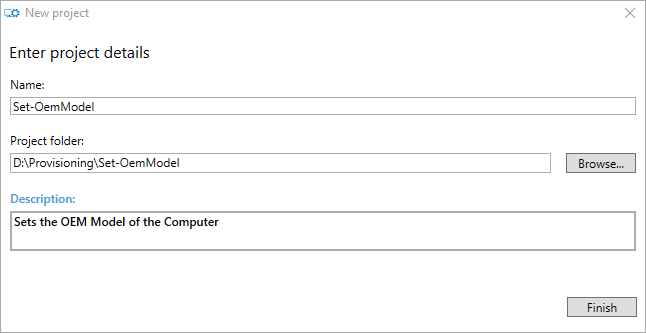 New project
Enter project details
Name:
Set-OemModel
Project folder:
D:\Provisioning\Set-OemModel
Browse...
Description:
Sets the OEM Model of the Computer
Finish